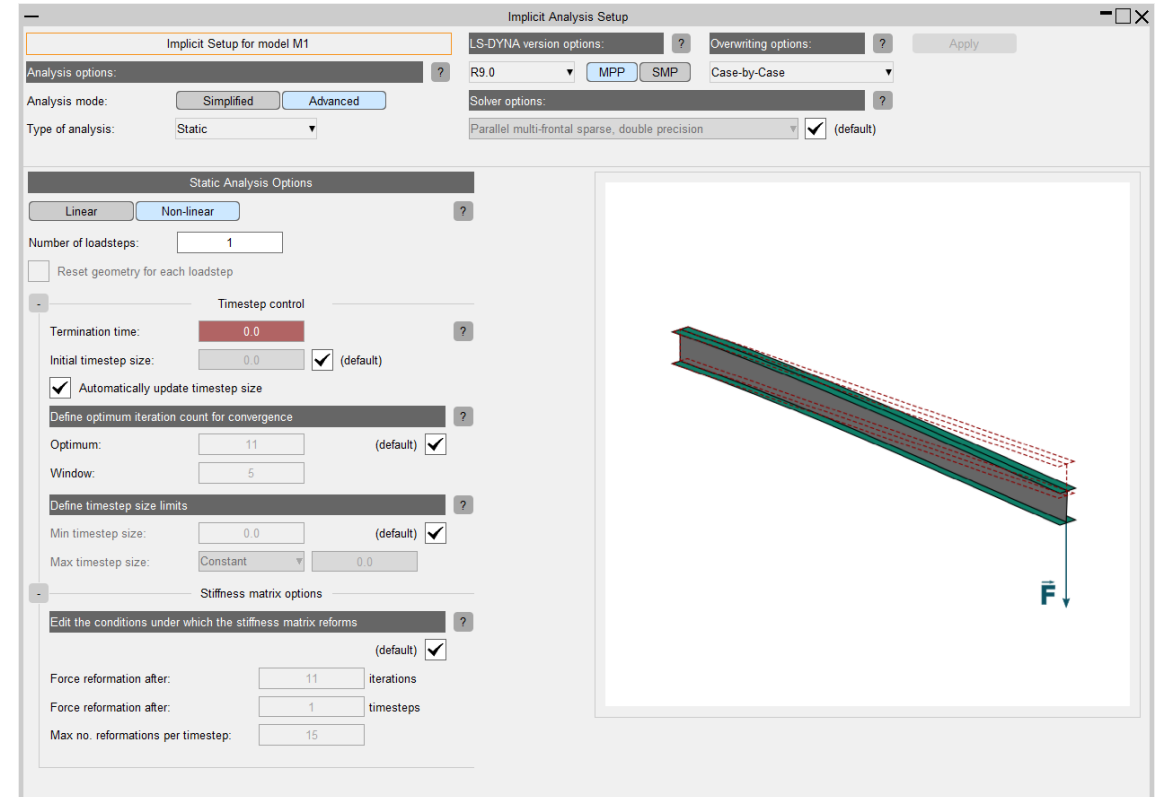 Implicit Analysis Setup
Implicit Setup for model M1
LS-DYNA version options: ?
Overwriting options: ?
Apply
Analysis options: ?
R9.0 MPP SMP
Case-by-Case
Analysis mode: Simplified Advanced
Solver options: ?
Type of analysis: Static
Parallel multi-frontal sparse, double precision (default)
Static Analysis Options
Linear Non-linear ?
Number of loadsteps: 1
Reset geometry for each loadstep
- Timestep control
Termination time: 0.0 ?
Initial timestep size: 0.0 (default)
Automatically update timestep size
Define optimum iteration count for convergence ?
Optimum: 11 (default)
Window: 5
Define timestep size limits ?
Min timestep size: 0.0 (default)
Max timestep size: Constant 0.0
- Stiffness matrix options
Edit the conditions under which the stiffness matrix reforms ?
(default)
Force reformation after: 11 iterations
Force reformation after: 1 timesteps
Max no. reformations per timestep: 15
F